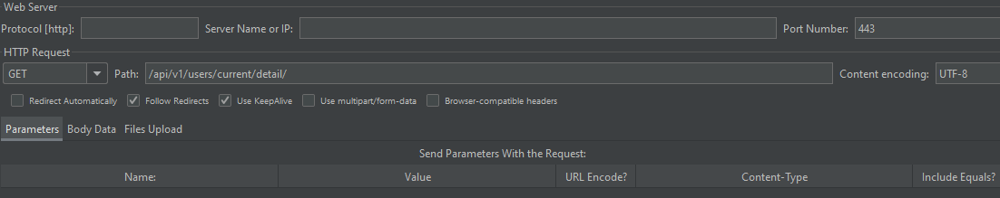 Web Server
Protocol [http]: Server Name or IP: Port Number: 443
HTTP Request
GET Path: /api/v1/users/current/detail/ Content encoding: UTF-8
Redirect Automatically Follow Redirects Use KeepAlive Use multipart/form-data Browser-compatible headers
Parameters Body Data Files Upload
Send Parameters With the Request:
Name: Value URL Encode? Content-Type Include Equals?